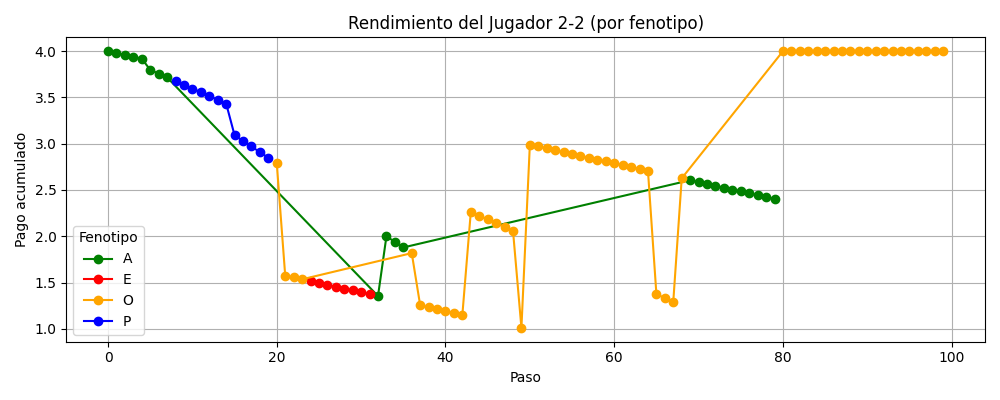 Rendimiento del Jugador 2-2 (por fenotipo)
Pago acumulado
4.0
3.5
3.0
2.5
2.0
1.5
1.0
Fenotipo
A
E
O
P
0 20 40 60 80 100
Paso